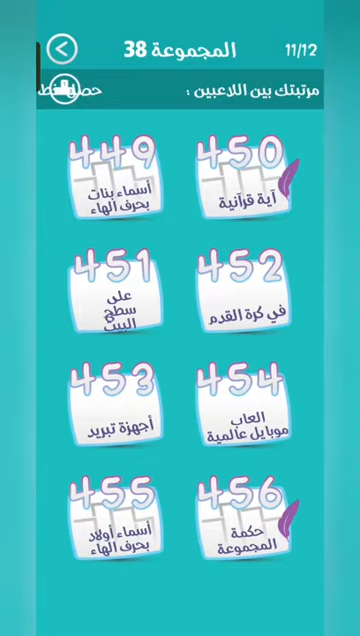 11/12
المجموعة 38
مرتبتك بين اللاعبين :
450
آية قرآنية
449
أسماء بنات
بحرف الهاء
452
في كرة القدم
451
على
سطح
البيت
454
العاب
موبايل عالمية
453
أجهزة تبريد
456
حكمة
المجموعة
455
أسماء أولاد
بحرف الهاء